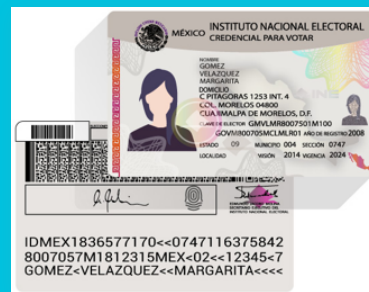 MÉXICO INSTITUTO NACIONAL ELECTORAL
CREDENCIAL PARA VOTAR
NOMBRE
GOMEZ
VELAZQUEZ
MARGARITA
DOMICILIO
C PITAGORAS 1253 INT. 4
COL. MORELOS 04800
CUAJIMALPA DE MORELOS, D.F.
CLAVE DE ELECTOR GMVLMR8007501M100
GOVM800705MCLMLR01 AÑO DE REGISTRO 2008
ESTADO 09 MUNICIPIO 004 SECCIÓN 0747
LOCALIDAD 2014 VIGENCIA 2024
IDMEX1836577170<<0747116375842
8007057M1812315MEX<02<<12345<7
GOMEZ<VELAZQUEZ<<MARGARITA<<<<